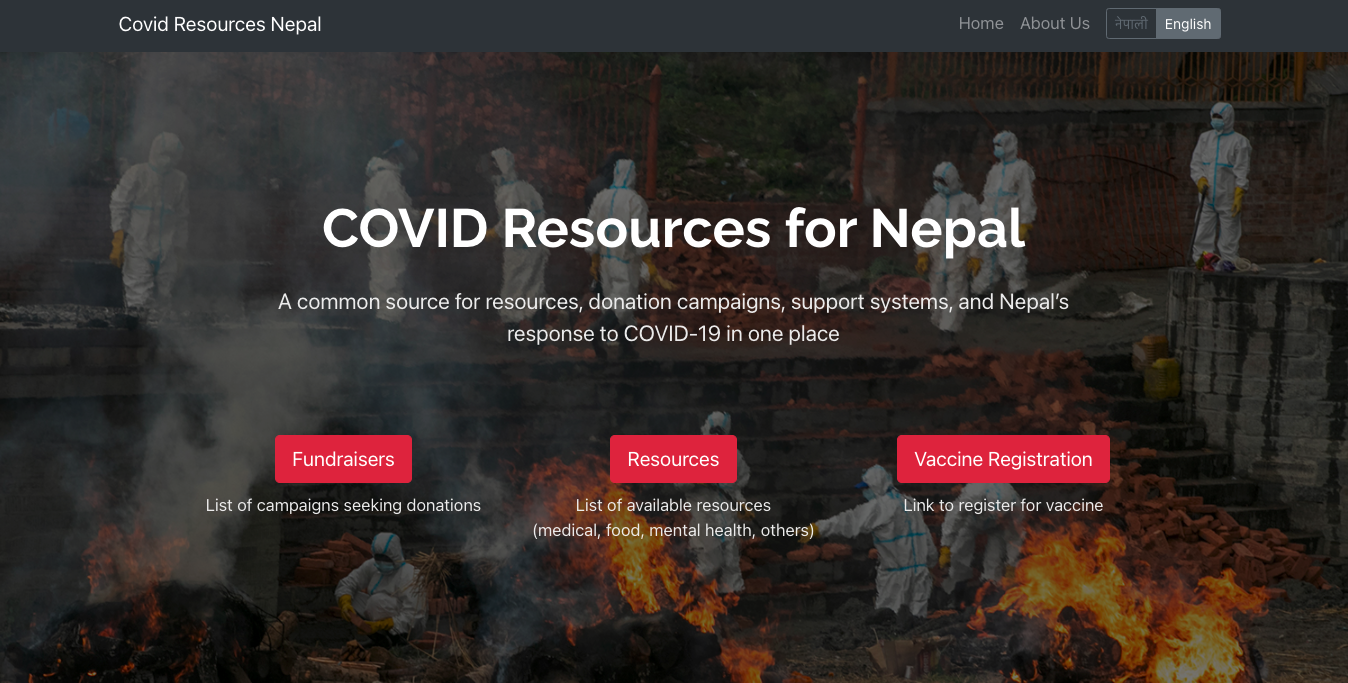 Covid Resources Nepal
Home
About Us
नेपाली
English
COVID Resources for Nepal
A common source for resources, donation campaigns, support systems, and Nepal’s
response to COVID-19 in one place
Fundraisers
Resources
Vaccine Registration
List of campaigns seeking donations
List of available resources
(medical, food, mental health, others)
Link to register for vaccine